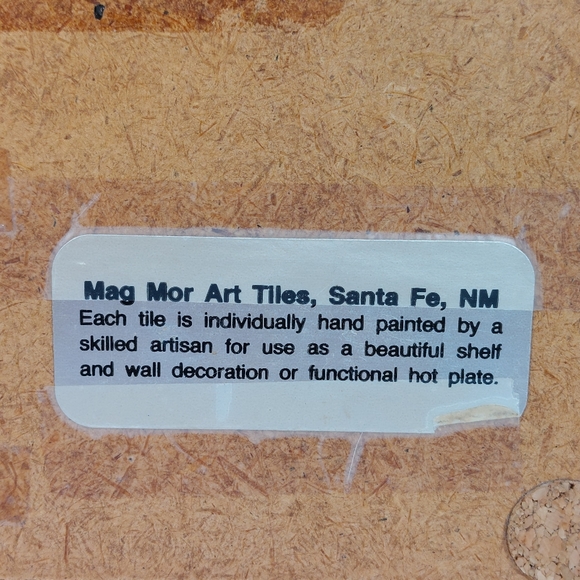 Mag Mor Art Tiles, Santa Fe, NM
Each tile is individually hand painted by a
skilled artisan for use as a beautiful shelf
and wall decoration or functional hot plate.